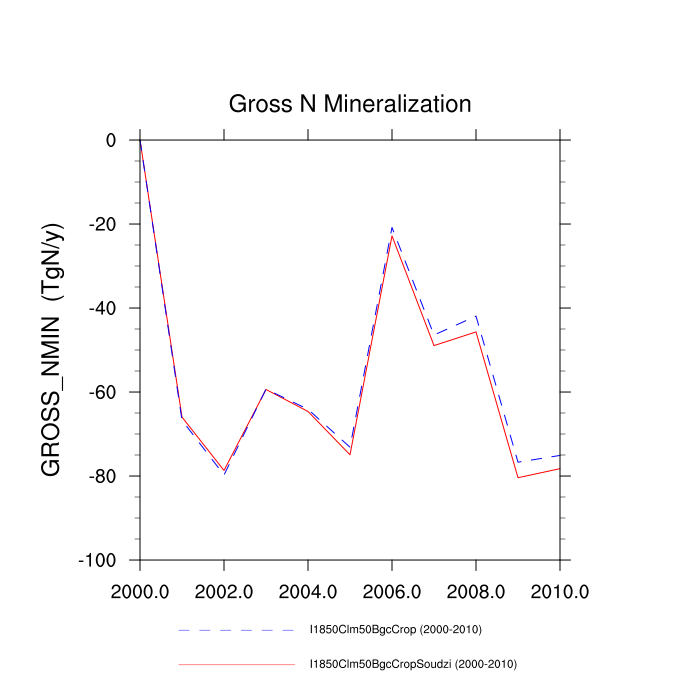 Gross N Mineralization
GROSS_NMIN (TgN/y)
0
-20
-40
-60
-80
-100
2000.0 2002.0 2004.0 2006.0 2008.0 2010.0
I1850Clm50BgcCrop (2000-2010)
I1850Clm50BgcCropSoudzi (2000-2010)